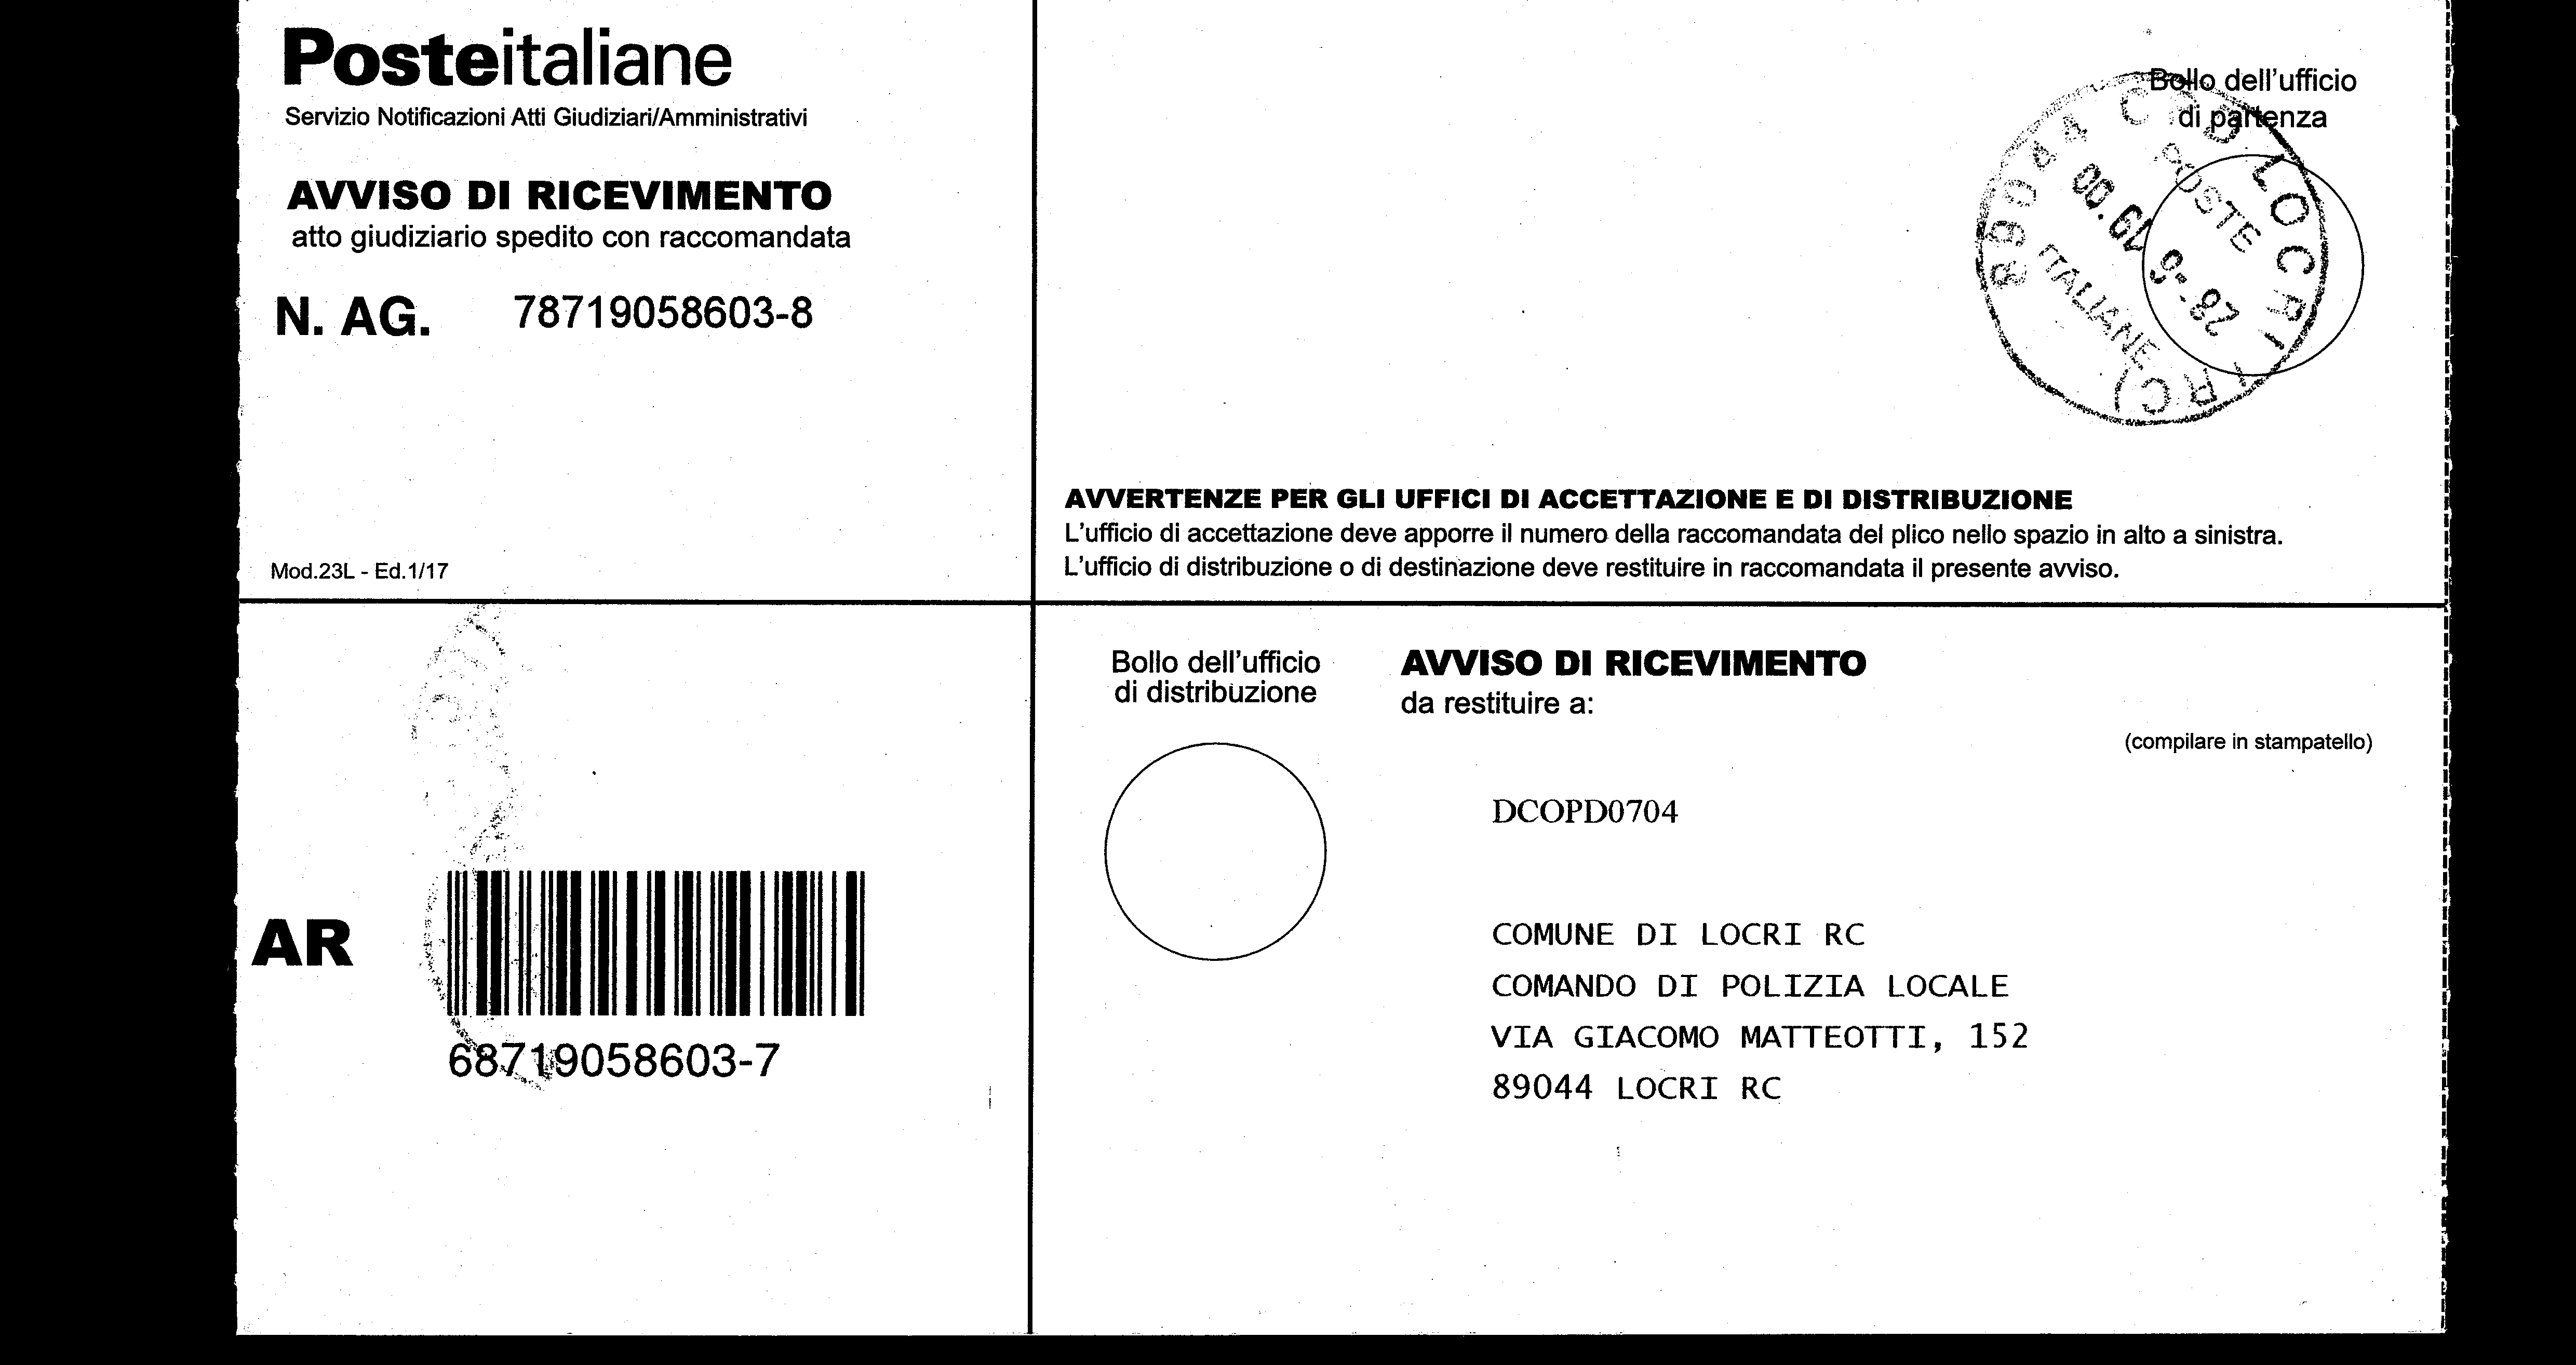 Posteitaliane
Servizio Notificazioni Atti Giudiziari/Amministrativi
AVVISO DI RICEVIMENTO
atto giudiziario spedito con raccomandata
N. AG. 78719058603-8
Mod.23L - Ed.1/17
Bollo dell'ufficio
di partenza
89044 CPD LOCRI (RC)
POSTE
28.-6 19.00
ITALIANE
AVVERTENZE PER GLI UFFICI DI ACCETTAZIONE E DI DISTRIBUZIONE
L'ufficio di accettazione deve apporre il numero della raccomandata del plico nello spazio in alto a sinistra.
L'ufficio di distribuzione o di destinazione deve restituire in raccomandata il presente avviso.
AR
68719058603-7
Bollo dell'ufficio
di distribuzione
AVVISO DI RICEVIMENTO
da restituire a:
(compilare in stampatello)
DCOPD0704
COMUNE DI LOCRI RC
COMANDO DI POLIZIA LOCALE
VIA GIACOMO MATTEOTTI, 152
89044 LOCRI RC